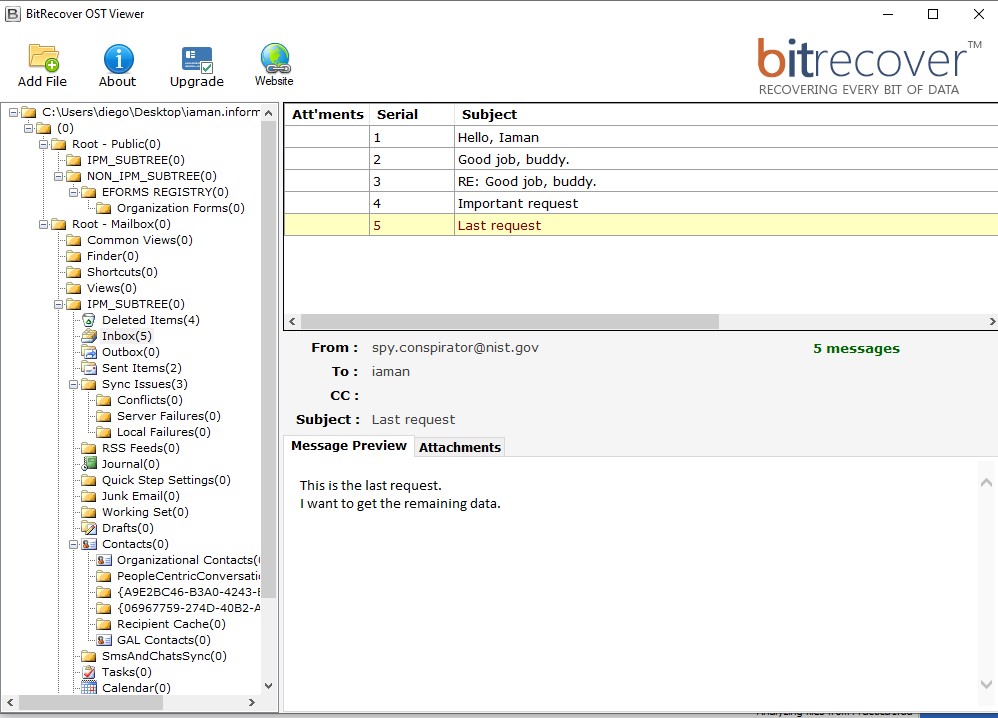 BitRecover OST Viewer
Add File
About
Upgrade
Website
bitrecover™
RECOVERING EVERY BIT OF DATA
C:\Users\diego\Desktop\iaman.inform
(0)
Root - Public(0)
IPM_SUBTREE(0)
NON_IPM_SUBTREE(0)
EFORMS REGISTRY(0)
Organization Forms(0)
Root - Mailbox(0)
Common Views(0)
Finder(0)
Shortcuts(0)
Views(0)
IPM_SUBTREE(0)
Deleted Items(4)
Inbox(5)
Outbox(0)
Sent Items(2)
Sync Issues(3)
Conflicts(0)
Server Failures(0)
Local Failures(0)
RSS Feeds(0)
Journal(0)
Quick Step Settings(0)
Junk Email(0)
Working Set(0)
Drafts(0)
Contacts(0)
Organizational Contacts(
PeopleCentricConversati
{A9E2BC46-B3A0-4243-
{06967759-274D-40B2-A
Recipient Cache(0)
GAL Contacts(0)
SmsAndChatsSync(0)
Tasks(0)
Calendar(0)
Att'ments Serial Subject
1 Hello, Iaman
2 Good job, buddy.
3 RE: Good job, buddy.
4 Important request
5 Last request
From : spy.conspirator@nist.gov 5 messages
To : iaman
CC :
Subject : Last request
Message Preview Attachments
This is the last request.
I want to get the remaining data.